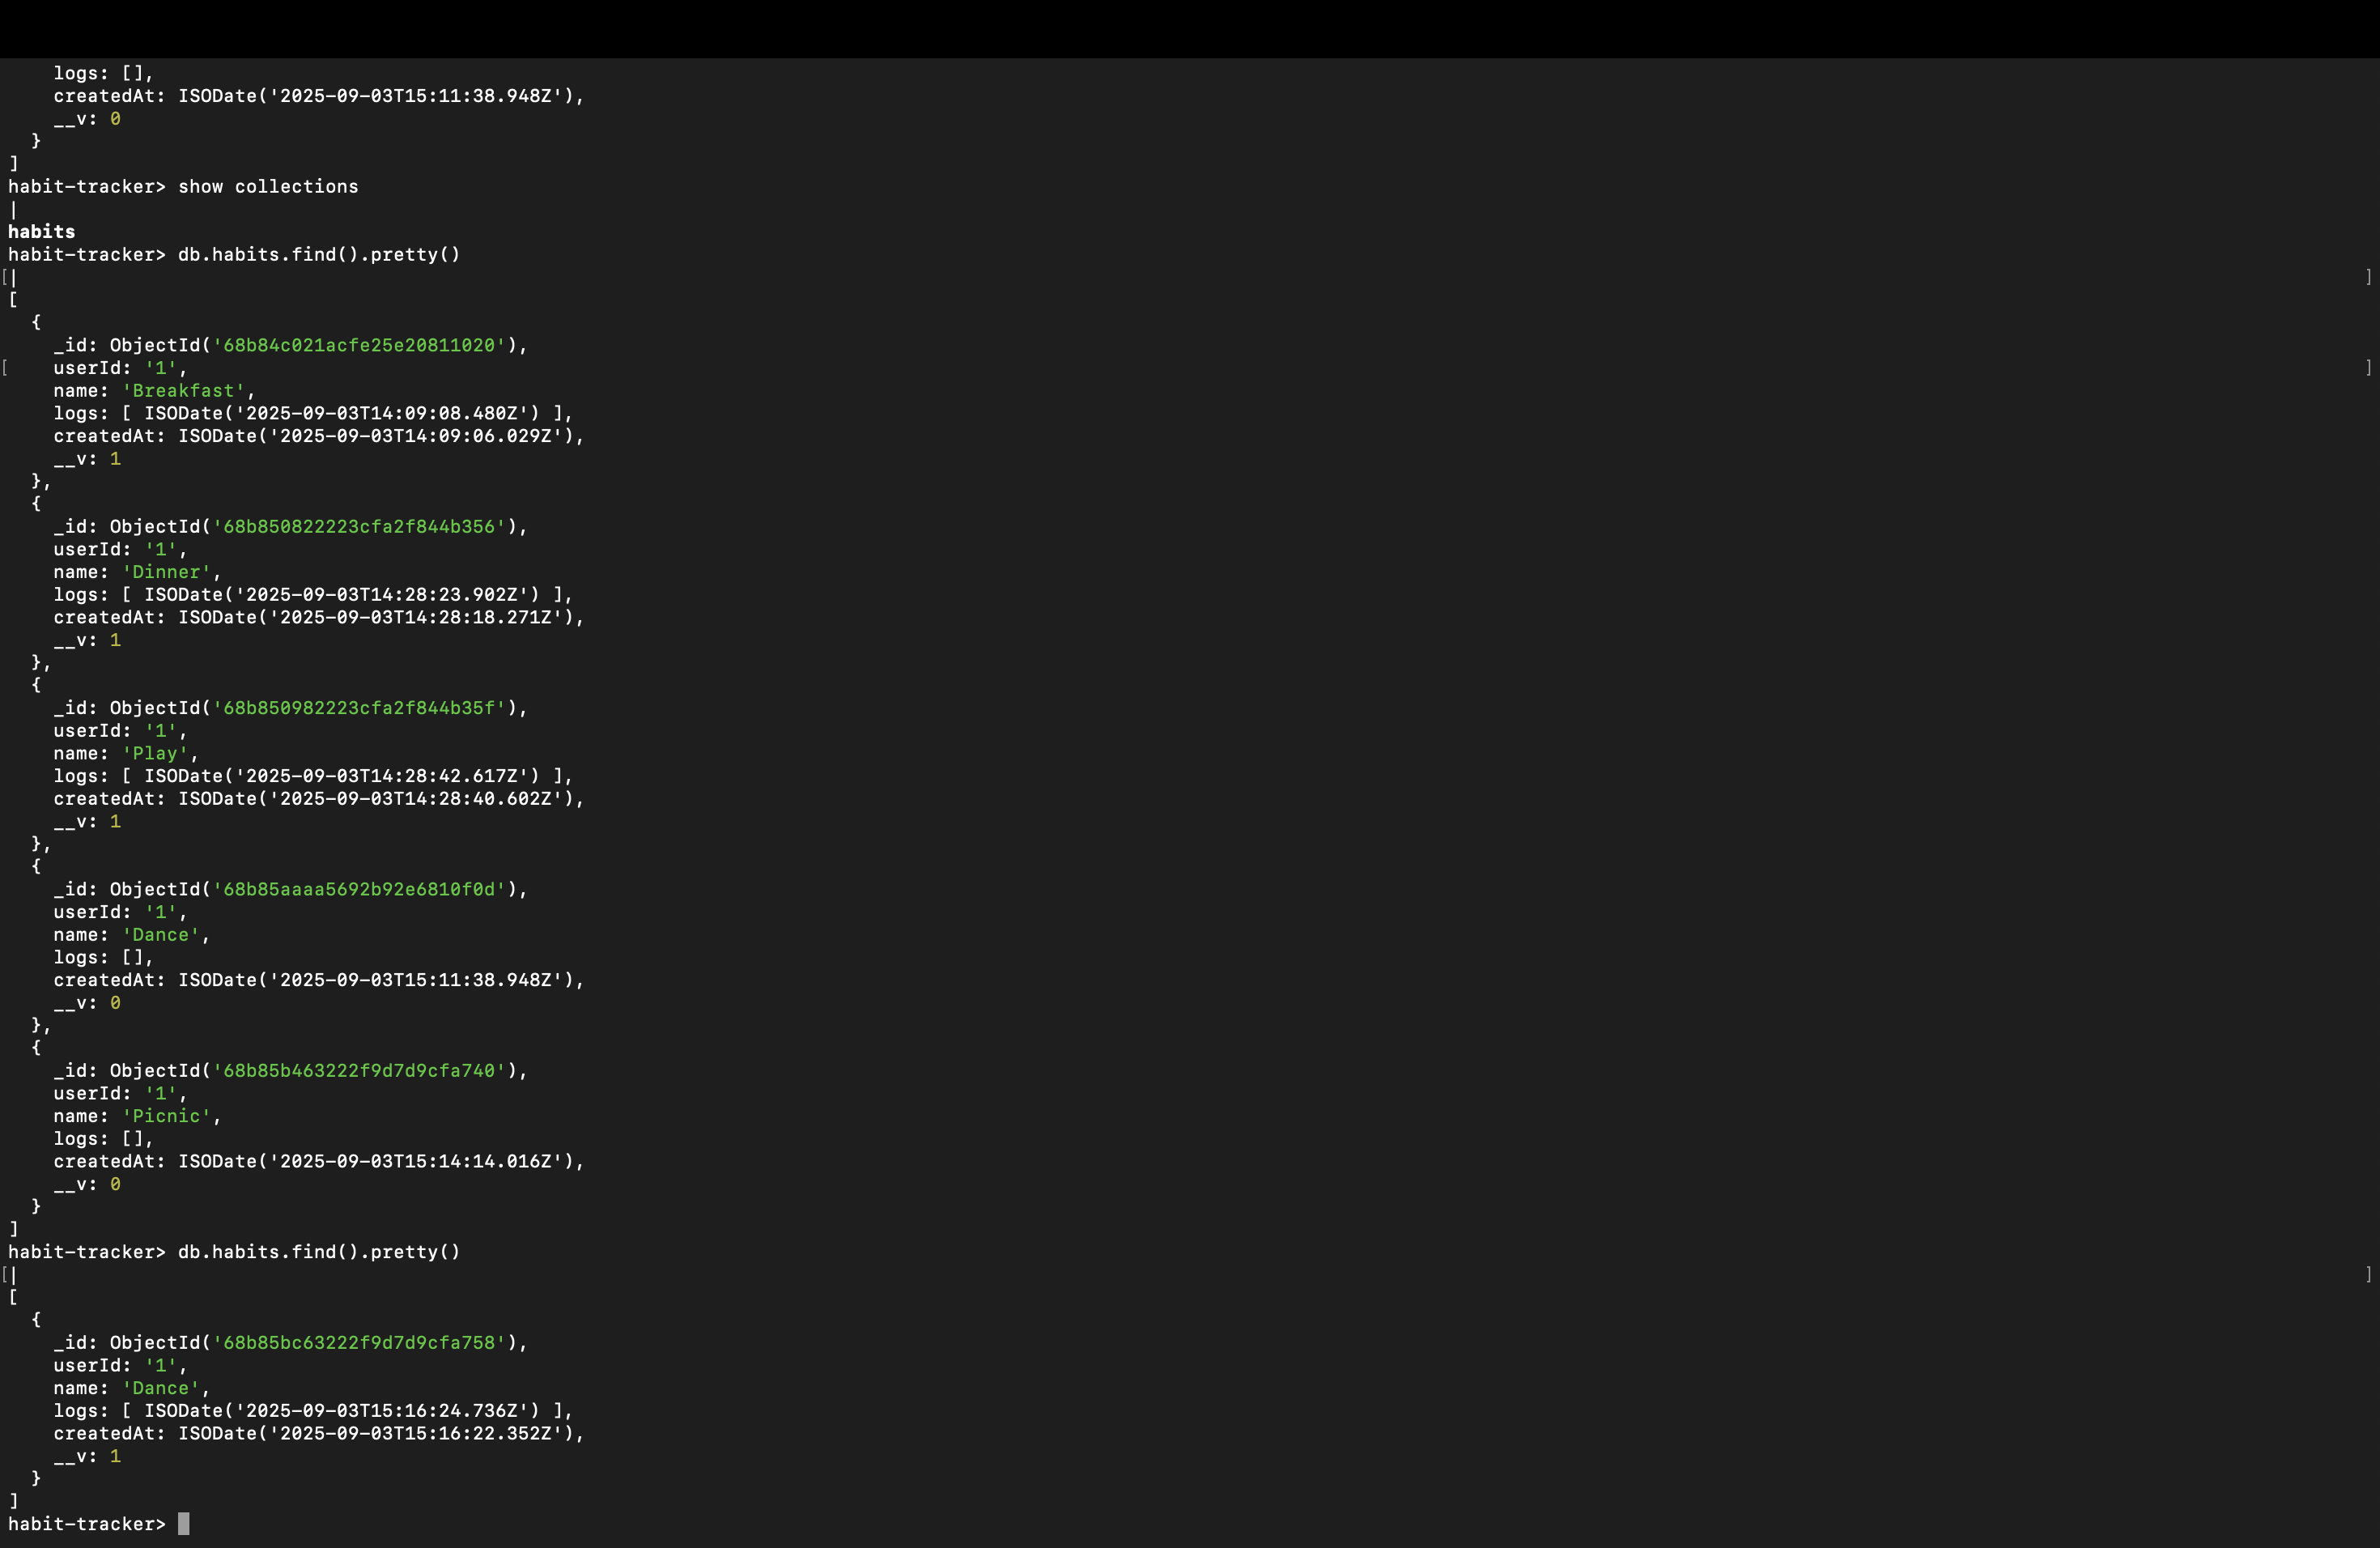 logs: [],
createdAt: ISODate('2025-09-03T15:11:38.948Z'),
__v: 0
}
]
habit-tracker> show collections
|
habits
habit-tracker> db.habits.find().pretty()
[| ]
[
{
_id: ObjectId('68b84c021acfe25e20811020'),
[ userId: '1', ]
name: 'Breakfast',
logs: [ ISODate('2025-09-03T14:09:08.480Z') ],
createdAt: ISODate('2025-09-03T14:09:06.029Z'),
__v: 1
},
{
_id: ObjectId('68b850822223cfa2f844b356'),
userId: '1',
name: 'Dinner',
logs: [ ISODate('2025-09-03T14:28:23.902Z') ],
createdAt: ISODate('2025-09-03T14:28:18.271Z'),
__v: 1
},
{
_id: ObjectId('68b850982223cfa2f844b35f'),
userId: '1',
name: 'Play',
logs: [ ISODate('2025-09-03T14:28:42.617Z') ],
createdAt: ISODate('2025-09-03T14:28:40.602Z'),
__v: 1
},
{
_id: ObjectId('68b85aaaa5692b92e6810f0d'),
userId: '1',
name: 'Dance',
logs: [],
createdAt: ISODate('2025-09-03T15:11:38.948Z'),
__v: 0
},
{
_id: ObjectId('68b85b463222f9d7d9cfa740'),
userId: '1',
name: 'Picnic',
logs: [],
createdAt: ISODate('2025-09-03T15:14:14.016Z'),
__v: 0
}
]
habit-tracker> db.habits.find().pretty()
[| ]
[
{
_id: ObjectId('68b85bc63222f9d7d9cfa758'),
userId: '1',
name: 'Dance',
logs: [ ISODate('2025-09-03T15:16:24.736Z') ],
createdAt: ISODate('2025-09-03T15:16:22.352Z'),
__v: 1
}
]
habit-tracker>